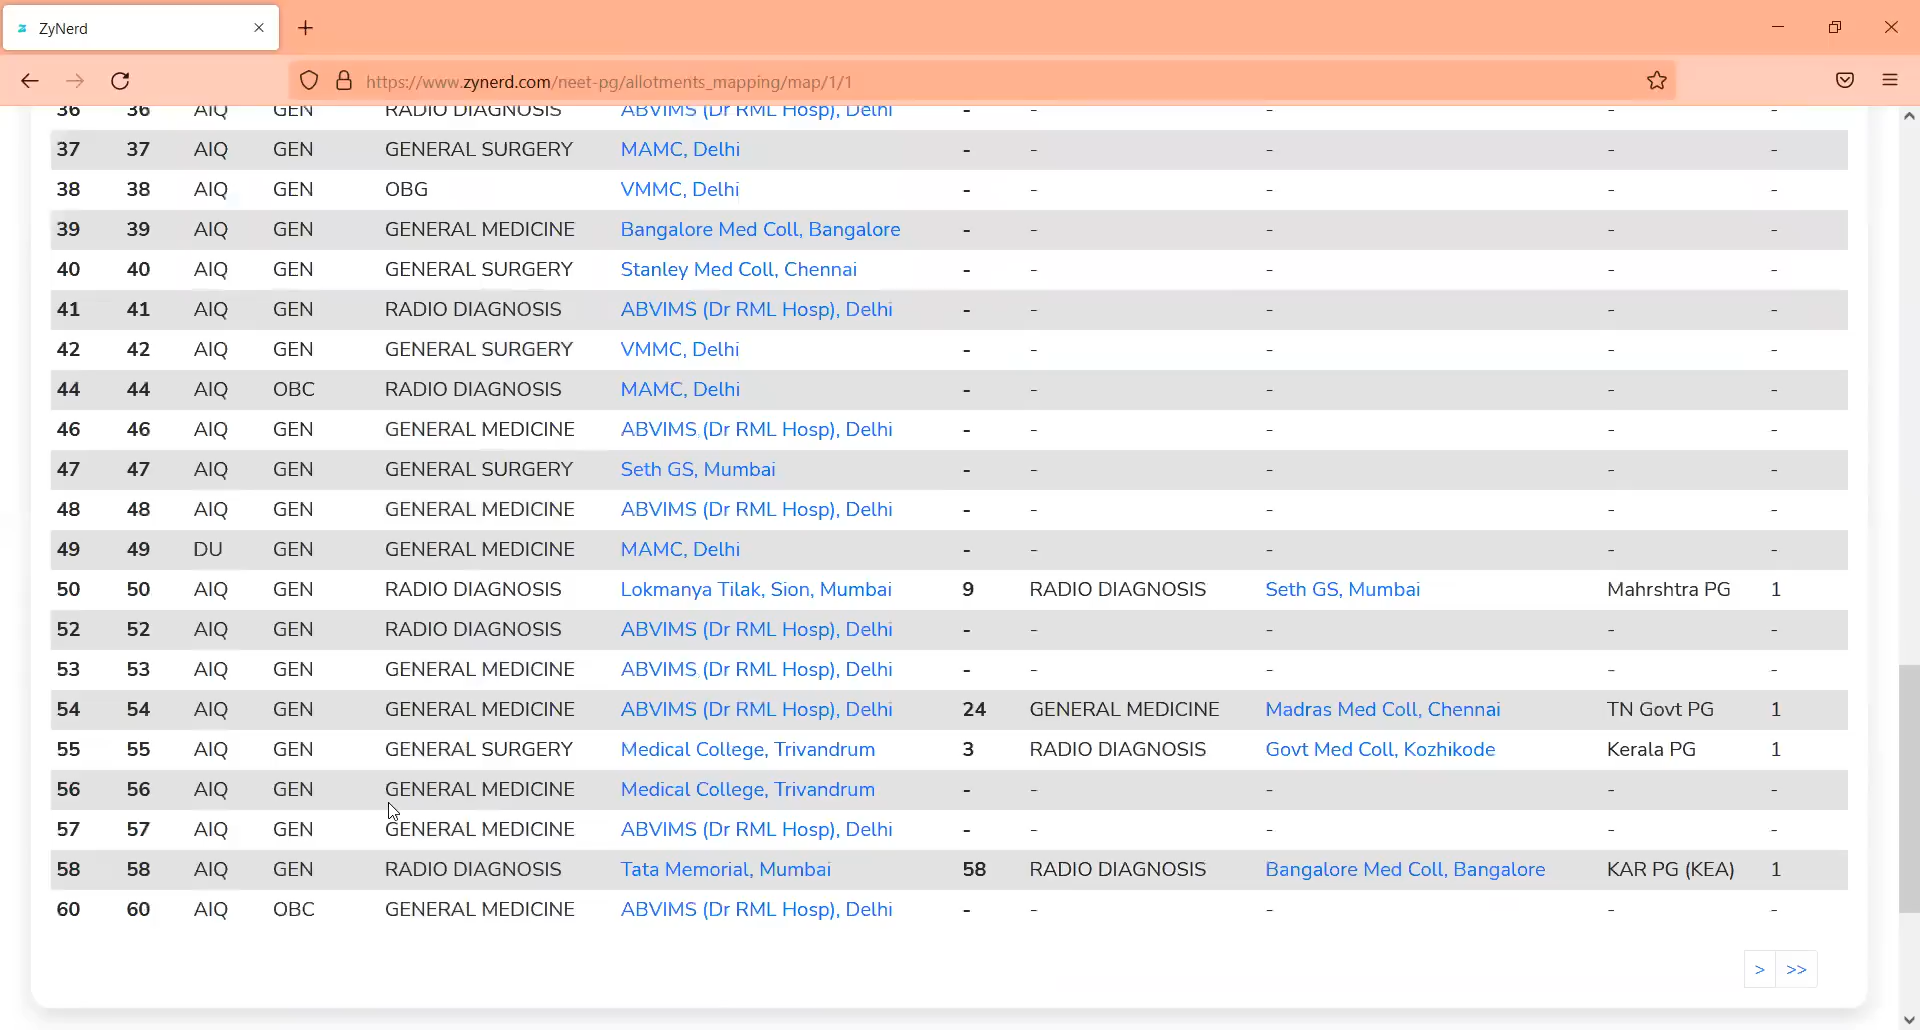 ZyNerd
https://www.zynerd.com/neet-pg/allotments_mapping/map/1/1
36 36 AIQ GEN RADIO DIAGNOSIS ABVIMS (Dr RML Hosp), Delhi - - - - -
37 37 AIQ GEN GENERAL SURGERY MAMC, Delhi - - - - -
38 38 AIQ GEN OBG VMMC, Delhi - - - - -
39 39 AIQ GEN GENERAL MEDICINE Bangalore Med Coll, Bangalore - - - - -
40 40 AIQ GEN GENERAL SURGERY Stanley Med Coll, Chennai - - - - -
41 41 AIQ GEN RADIO DIAGNOSIS ABVIMS (Dr RML Hosp), Delhi - - - - -
42 42 AIQ GEN GENERAL SURGERY VMMC, Delhi - - - - -
44 44 AIQ OBC RADIO DIAGNOSIS MAMC, Delhi - - - - -
46 46 AIQ GEN GENERAL MEDICINE ABVIMS (Dr RML Hosp), Delhi - - - - -
47 47 AIQ GEN GENERAL SURGERY Seth GS, Mumbai - - - - -
48 48 AIQ GEN GENERAL MEDICINE ABVIMS (Dr RML Hosp), Delhi - - - - -
49 49 DU GEN GENERAL MEDICINE MAMC, Delhi - - - - -
50 50 AIQ GEN RADIO DIAGNOSIS Lokmanya Tilak, Sion, Mumbai 9 RADIO DIAGNOSIS Seth GS, Mumbai Mahrshtra PG 1
52 52 AIQ GEN RADIO DIAGNOSIS ABVIMS (Dr RML Hosp), Delhi - - - - -
53 53 AIQ GEN GENERAL MEDICINE ABVIMS (Dr RML Hosp), Delhi - - - - -
54 54 AIQ GEN GENERAL MEDICINE ABVIMS (Dr RML Hosp), Delhi 24 GENERAL MEDICINE Madras Med Coll, Chennai TN Govt PG 1
55 55 AIQ GEN GENERAL SURGERY Medical College, Trivandrum 3 RADIO DIAGNOSIS Govt Med Coll, Kozhikode Kerala PG 1
56 56 AIQ GEN GENERAL MEDICINE Medical College, Trivandrum - - - - -
57 57 AIQ GEN GENERAL MEDICINE ABVIMS (Dr RML Hosp), Delhi - - - - -
58 58 AIQ GEN RADIO DIAGNOSIS Tata Memorial, Mumbai 58 RADIO DIAGNOSIS Bangalore Med Coll, Bangalore KAR PG (KEA) 1
60 60 AIQ OBC GENERAL MEDICINE ABVIMS (Dr RML Hosp), Delhi - - - - -
> >>